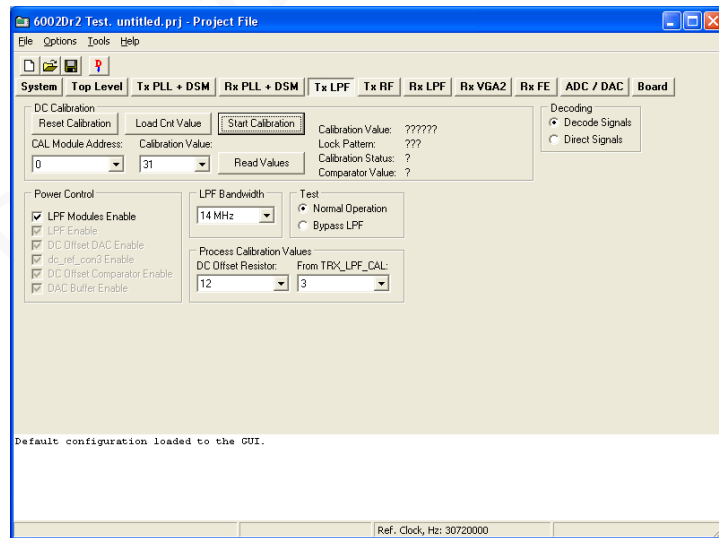 6002Dr2 Test. untitled.prj - Project File
File Options Tools Help
System Top Level Tx PLL + DSM Rx PLL + DSM Tx LPF Tx RF Rx LPF Rx VGA2 Rx FE ADC / DAC Board
DC Calibration
Reset Calibration Load Cnt Value Start Calibration
CAL Module Address: Calibration Value:
0 31 Read Values
Calibration Value: ??????
Lock Pattern: ???
Calibration Status: ?
Comparator Value: ?
Decoding
Decode Signals
Direct Signals
Power Control
LPF Modules Enable
LPF Enable
DC Offset DAC Enable
dc_ref_con3 Enable
DC Offset Comparator Enable
DAC Buffer Enable
LPF Bandwidth
14 MHz
Test
Normal Operation
Bypass LPF
Process Calibration Values
DC Offset Resistor: From TRX_LPF_CAL:
12 3
Default configuration loaded to the GUI.
Ref. Clock, Hz: 30720000